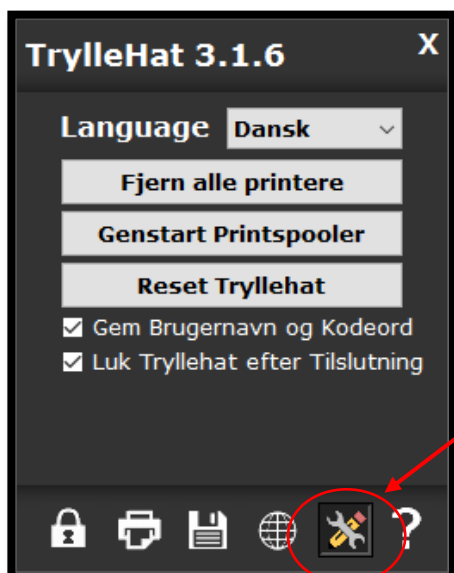 TrylleHat 3.1.6 X
Language Dansk
Fjern alle printere
Genstart Printspooler
Reset Tryllehat
Gem Brugernavn og Kodeord
Luk Tryllehat efter Tilslutning
?